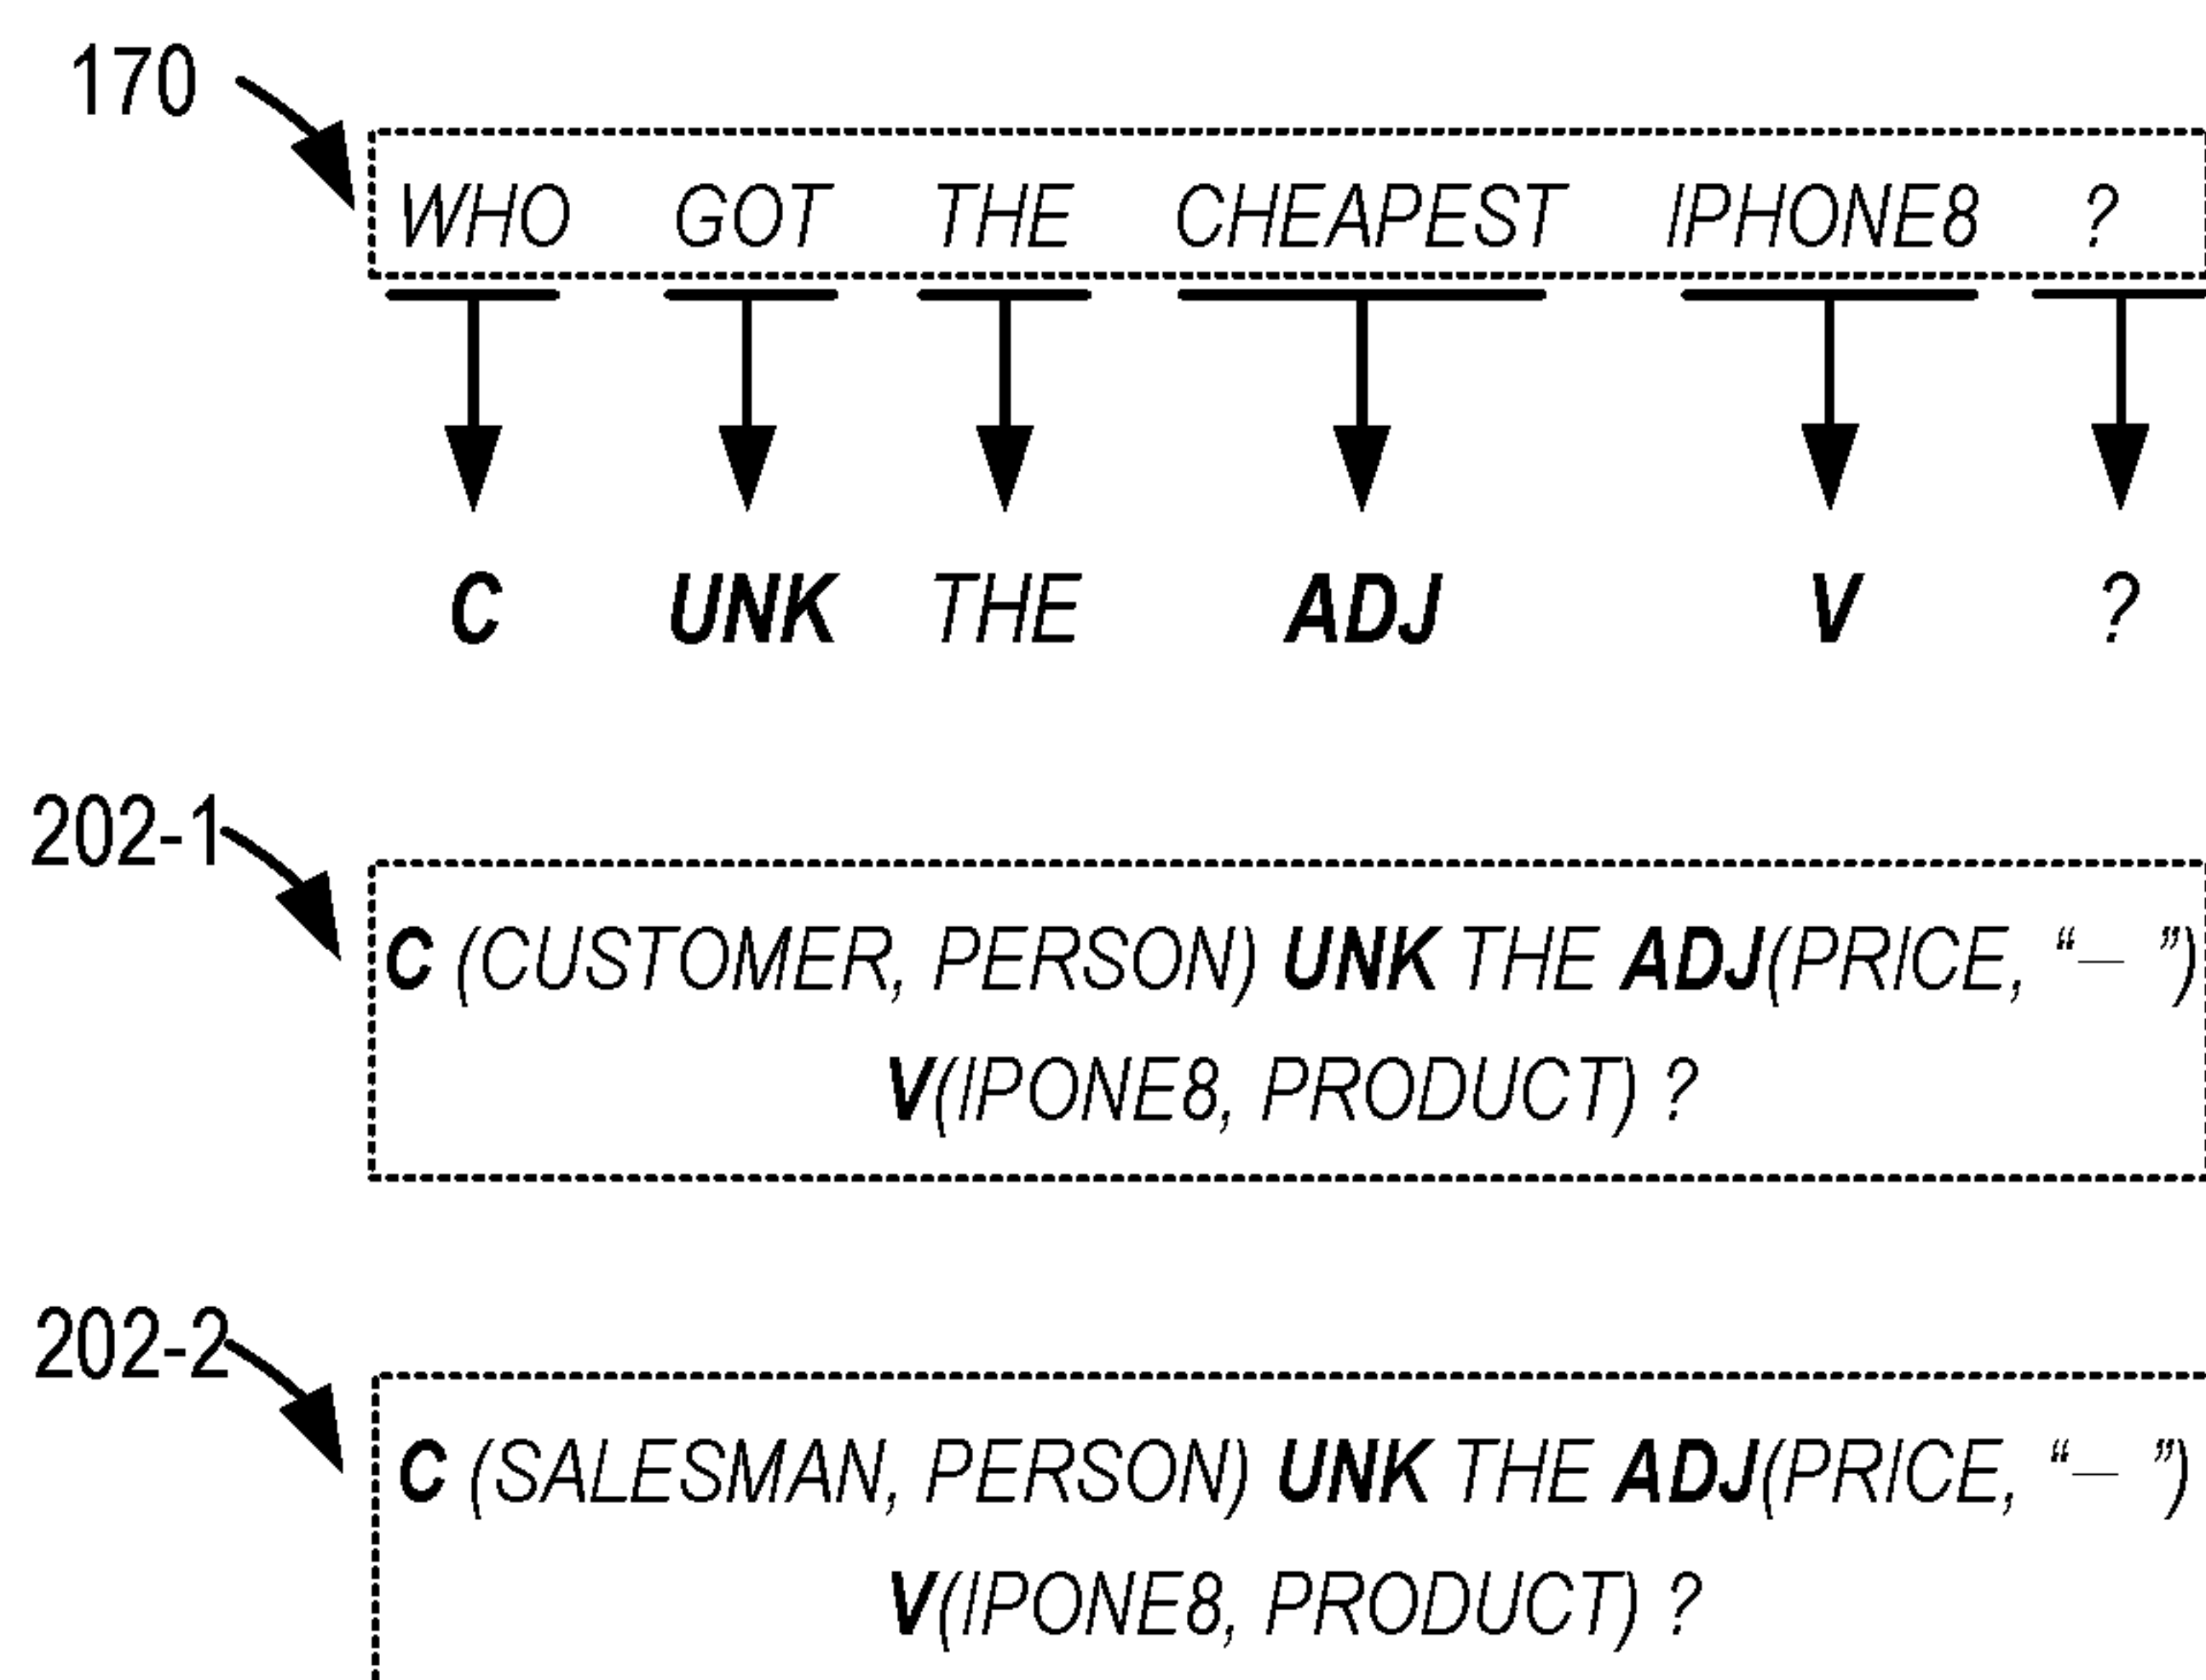 170
WHO GOT THE CHEAPEST IPHONE8 ?
C UNK THE ADJ V ?
202-1
C (CUSTOMER, PERSON) UNK THE ADJ(PRICE, “— ”)
V(IPONE8, PRODUCT) ?
202-2
C (SALESMAN, PERSON) UNK THE ADJ(PRICE, “— ”)
V(IPONE8, PRODUCT) ?